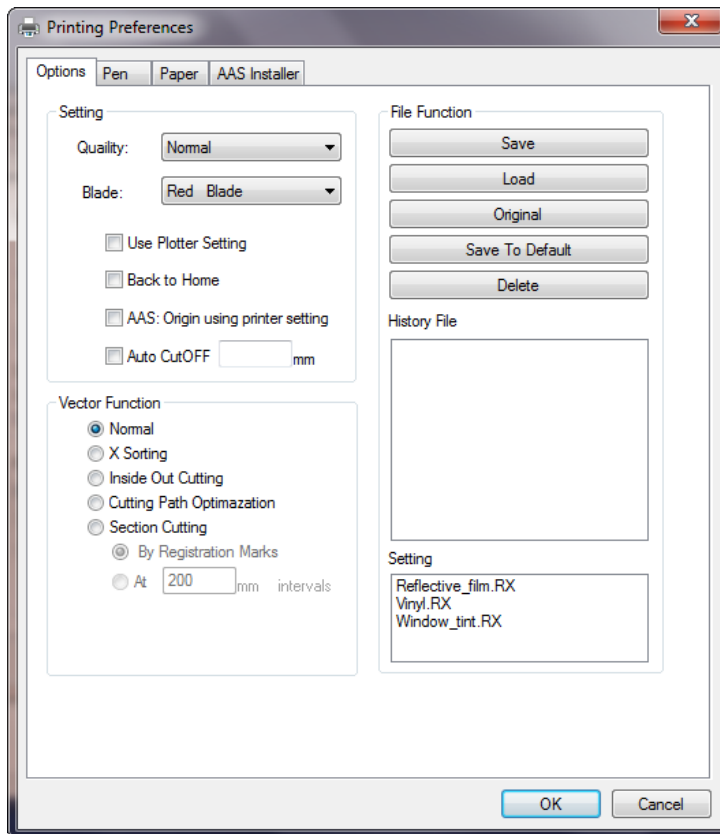 Printing Preferences
Options Pen Paper AAS Installer
Setting
Quaility: Normal
Blade: Red Blade
Use Plotter Setting
Back to Home
AAS: Origin using printer setting
Auto CutOFF mm
Vector Function
Normal
X Sorting
Inside Out Cutting
Cutting Path Optimazation
Section Cutting
By Registration Marks
At 200 mm intervals
File Function
Save
Load
Original
Save To Default
Delete
History File
Setting
Reflective_film.RX
Vinyl.RX
Window_tint.RX
OK Cancel